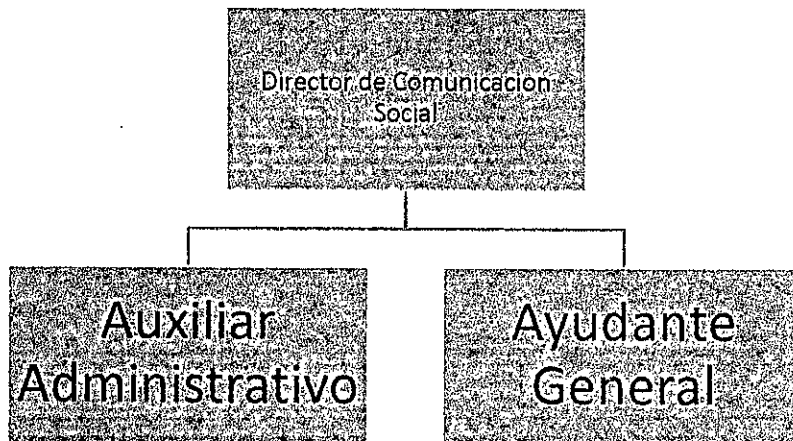 Director de Comunicacion
Social
Auxiliar
Administrativo
Ayudante
General